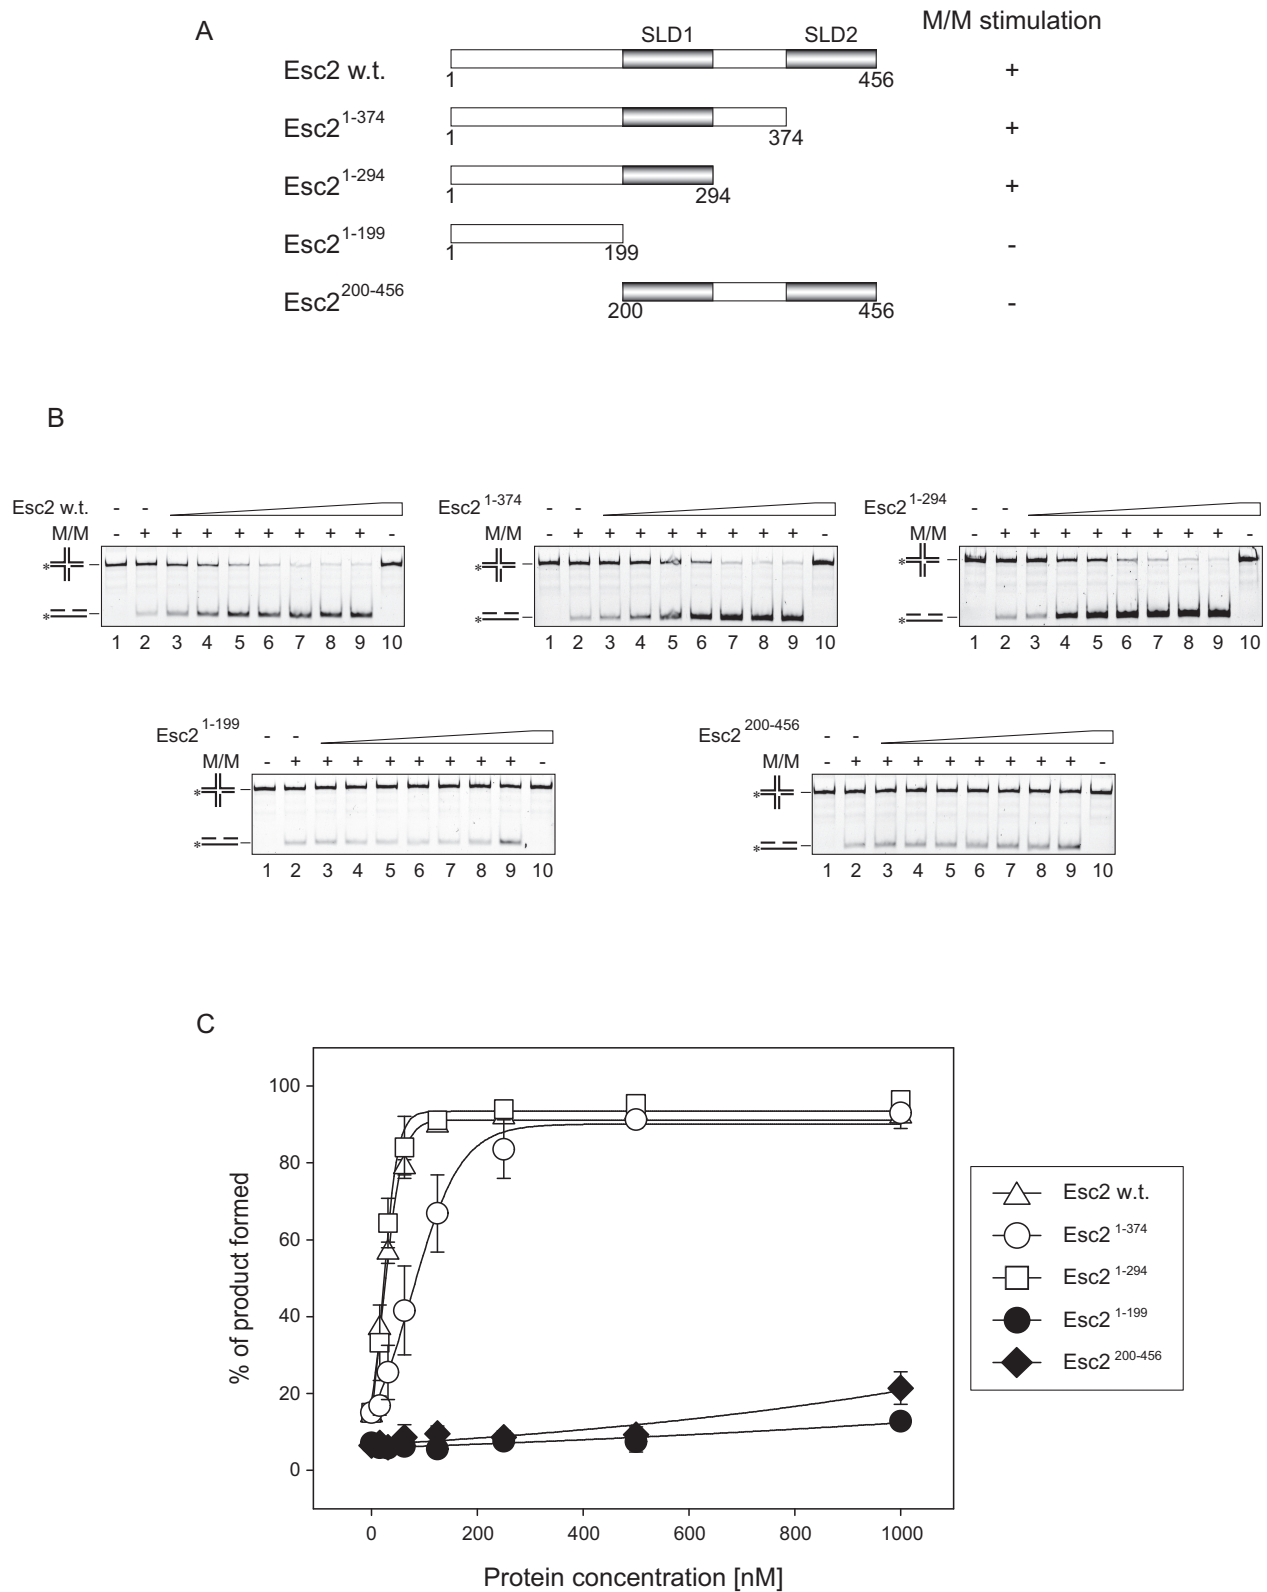 A
M/M stimulation
SLD1 SLD2
Esc2 w.t. 1 456 +
Esc2 1-374 1 374 +
Esc2 1-294 1 294 +
Esc2 1-199 1 199 -
Esc2 200-456 200 456 -
B
Esc2 w.t. - -
M/M - + + + + + + + + -
*
*
1 2 3 4 5 6 7 8 9 10
Esc2 1-374 - -
M/M - + + + + + + + + -
*
*
1 2 3 4 5 6 7 8 9 10
Esc2 1-294 - -
M/M - + + + + + + + + -
*
*
1 2 3 4 5 6 7 8 9 10
Esc2 1-199 - -
M/M - + + + + + + + + -
*
*
1 2 3 4 5 6 7 8 9 10
Esc2 200-456 - -
M/M - + + + + + + + + -
*
*
1 2 3 4 5 6 7 8 9 10
C
% of product formed
100
80
60
40
20
0
0 200 400 600 800 1000
Protein concentration [nM]
Esc2 w.t.
Esc2 1-374
Esc2 1-294
Esc2 1-199
Esc2 200-456